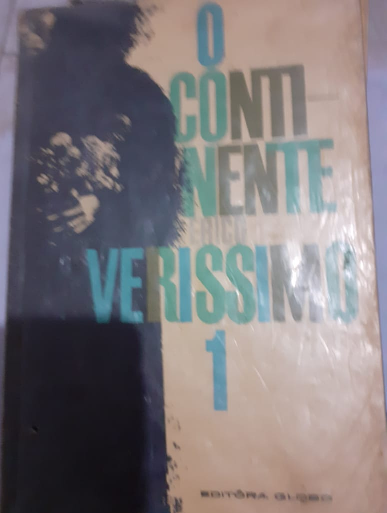 O
CONTI-
NENTE
ERICO
VERISSIMO
1
EDITÔRA GLOBO